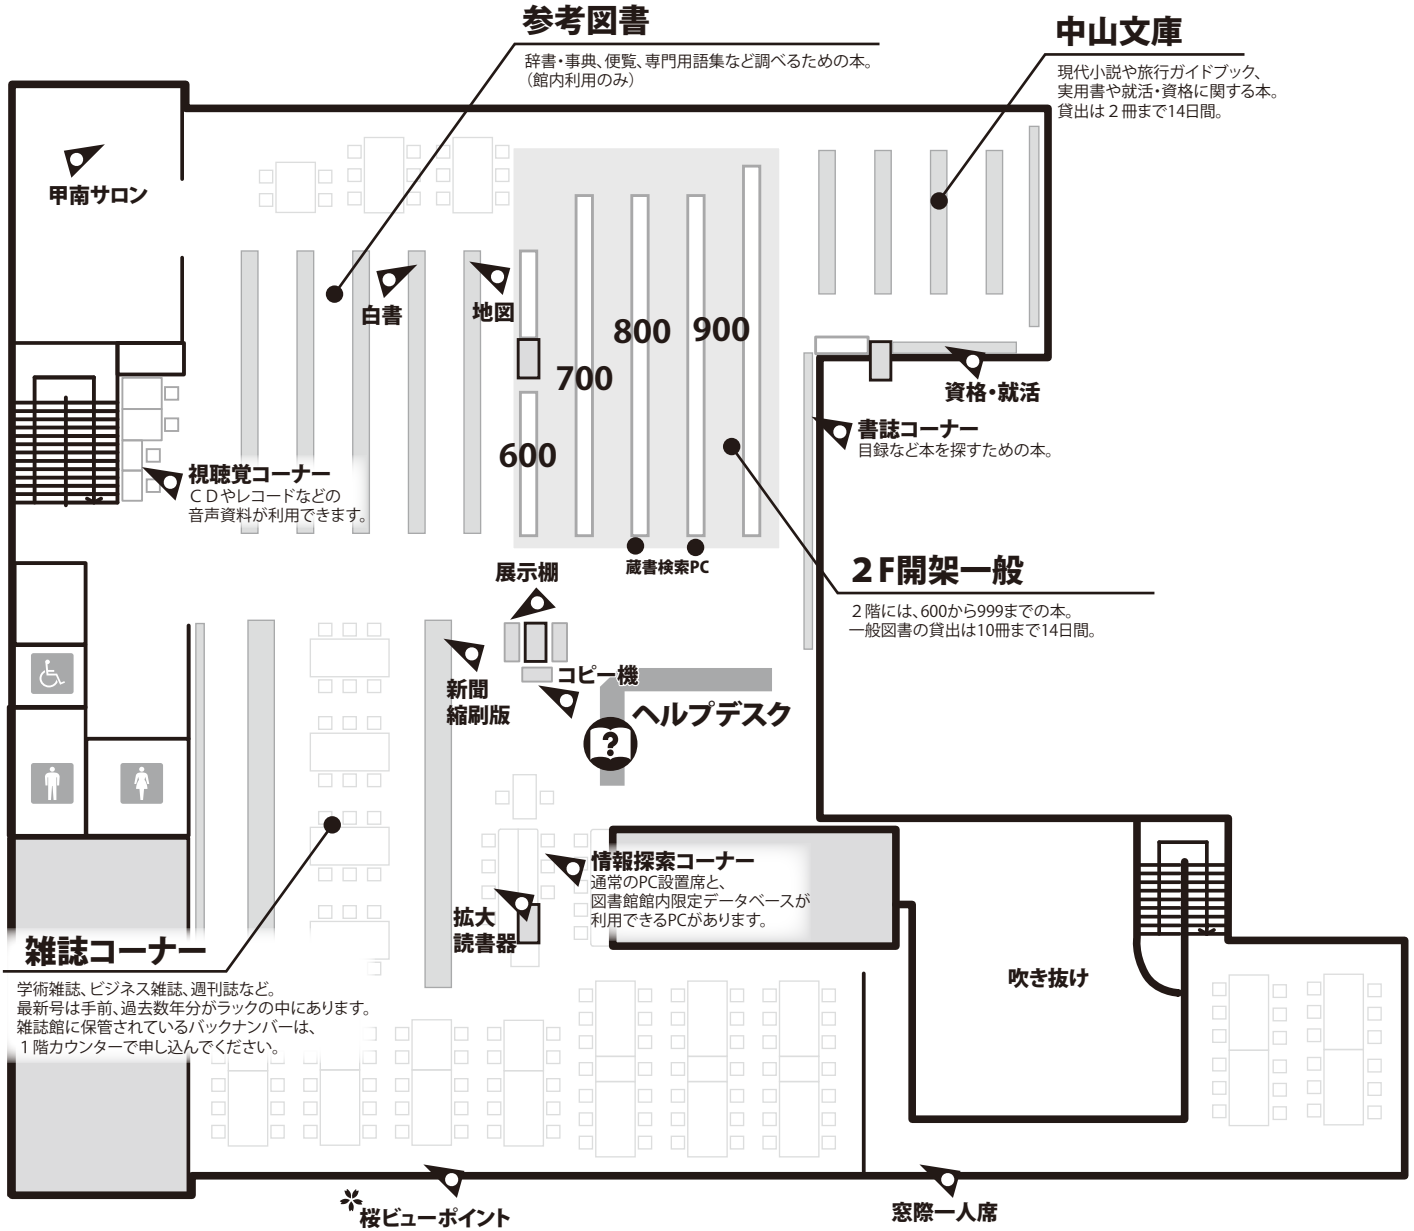 参考図書
辞書・事典、便覧、専門用語集など調べるための本。
（館内利用のみ）
中山文庫
現代小説や旅行ガイドブック、
実用書や就活・資格に関する本。
貸出は２冊まで14日間。
甲南サロン
白書
地図
800
900
700
600
資格・就活
書誌コーナー
目録など本を探すための本。
視聴覚コーナー
ＣＤやレコードなどの
音声資料が利用できます。
蔵書検索PC
２F開架一般
２階には、600から999までの本。
一般図書の貸出は10冊まで14日間。
展示棚
コピー機
新聞
縮刷版
ヘルプデスク
?
情報探索コーナー
通常のPC設置席と、
図書館館内限定データベースが
利用できるPCがあります。
拡大
読書器
雑誌コーナー
学術雑誌、ビジネス雑誌、週刊誌など。
最新号は手前、過去数年分がラックの中にあります。
雑誌館に保管されているバックナンバーは、
１階カウンターで申し込んでください。
吹き抜け
桜ビューポイント
窓際一人席